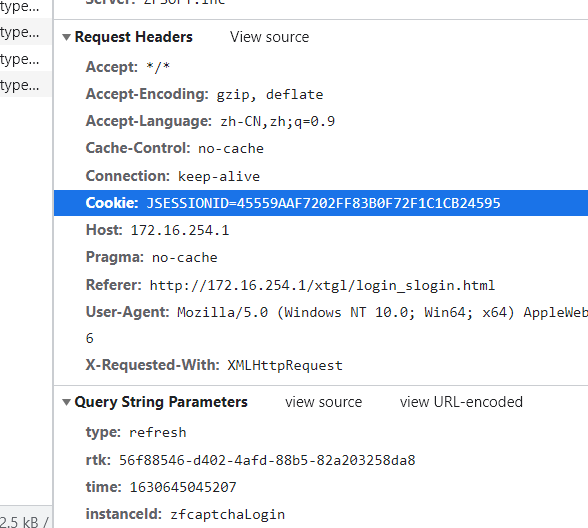 type...
type...
type...
type...
Server: ZFSOFT.Inc
Request Headers View source
Accept: */*
Accept-Encoding: gzip, deflate
Accept-Language: zh-CN,zh;q=0.9
Cache-Control: no-cache
Connection: keep-alive
Cookie: JSESSIONID=45559AAF7202FF83B0F72F1C1CB24595
Host: 172.16.254.1
Pragma: no-cache
Referer: http://172.16.254.1/xtgl/login_slogin.html
User-Agent: Mozilla/5.0 (Windows NT 10.0; Win64; x64) AppleWeb
6
X-Requested-With: XMLHttpRequest
Query String Parameters view source view URL-encoded
type: refresh
rtk: 56f88546-d402-4afd-88b5-82a203258da8
time: 1630645045207
instanceId: zfcaptchaLogin
2.5 kB /